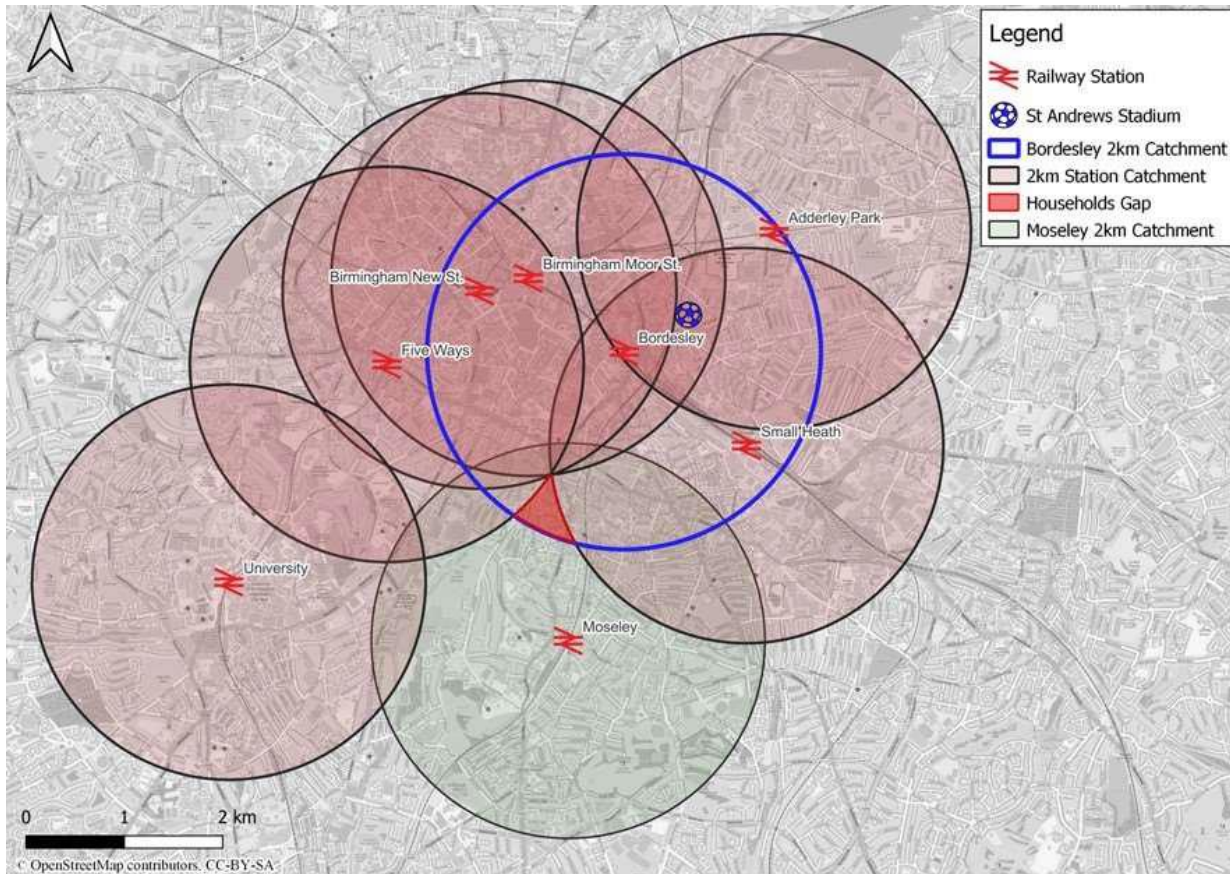 Legend
Railway Station
St Andrews Stadium
Bordesley 2km Catchment
2km Station Catchment
Households Gap
Moseley 2km Catchment
Adderley Park
Birmingham Moor St.
Birmingham New St.
Bordesley
Five Ways
Small Heath
University
Moseley
0 1 2 km
© OpenStreetMap contributors, CC-BY-SA